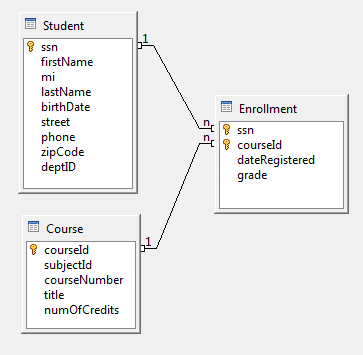 Student
ssn
firstName
mi
lastName
birthDate
street
phone
zipCode
deptID
1
n
n
1
Enrollment
ssn
courseId
dateRegistered
grade
Course
courseId
subjectId
courseNumber
title
numOfCredits